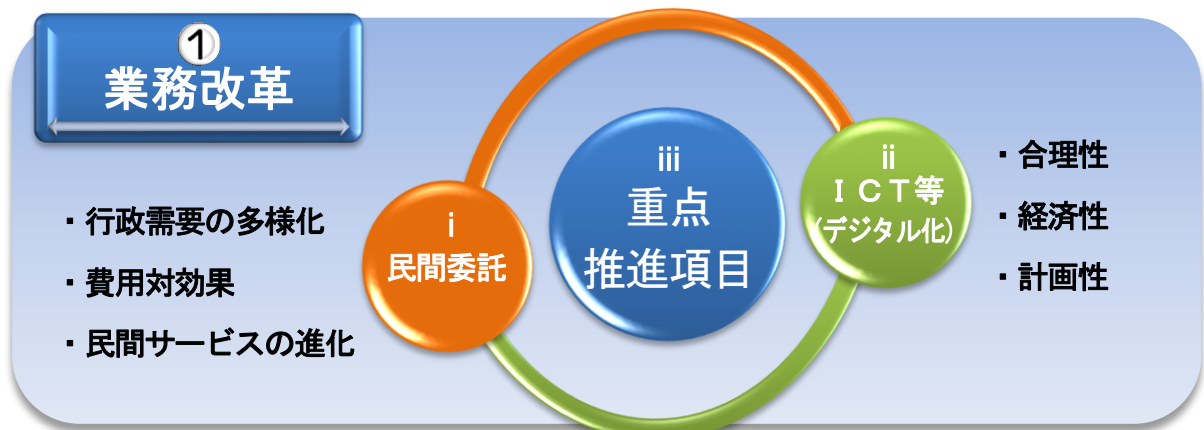 ①
業務改革
・行政需要の多様化
・費用対効果
・民間サービスの進化
ⅰ
民間委託
ⅲ
重点
推進項目
ⅱ
ＩＣＴ等
(デジタル化)
・合理性
・経済性
・計画性